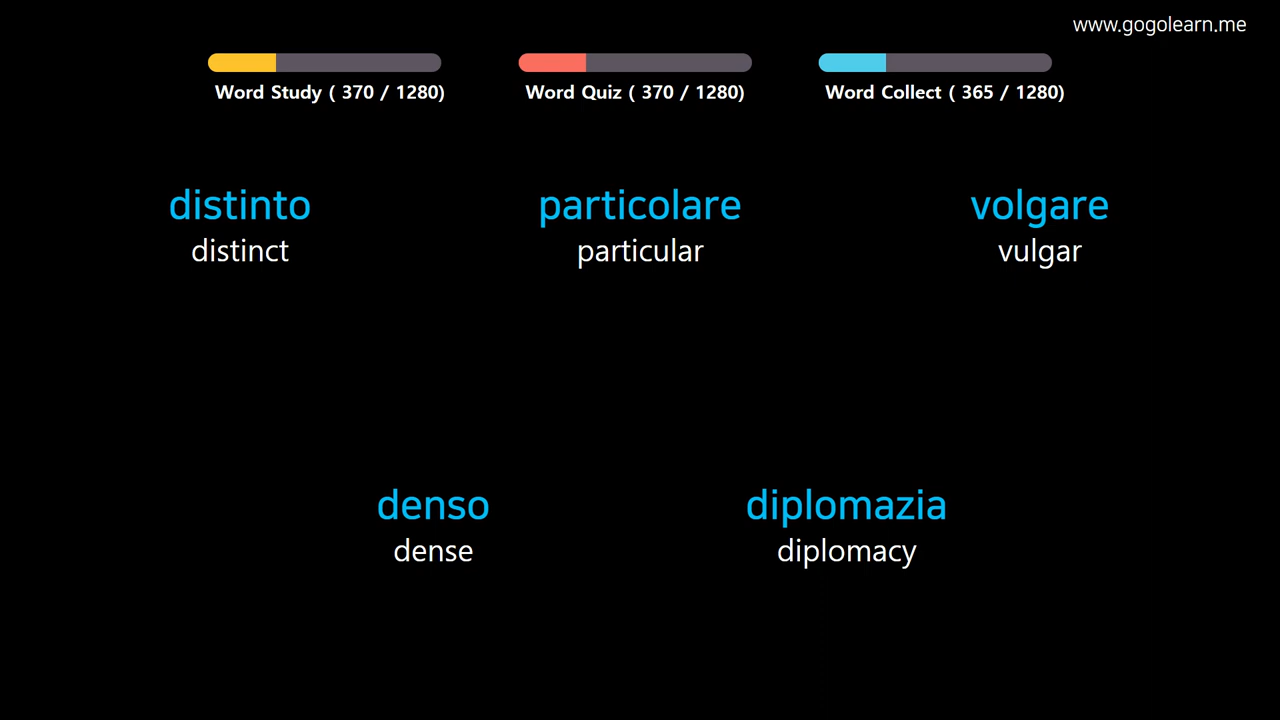 www.gogolearn.me
Word Study ( 370 / 1280)
Word Quiz ( 370 / 1280)
Word Collect ( 365 / 1280)
distinto
distinct
particolare
particular
volgare
vulgar
denso
dense
diplomazia
diplomacy